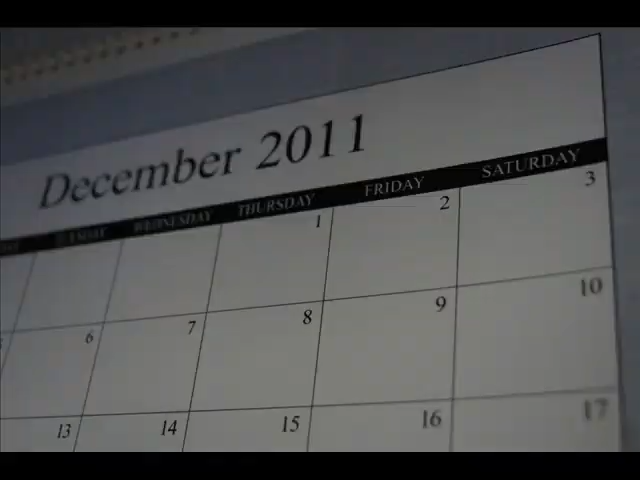 December 2011
TUESDAY WEDNESDAY THURSDAY FRIDAY SATURDAY
1 2 3
6 7 8 9 10
13 14 15 16 17